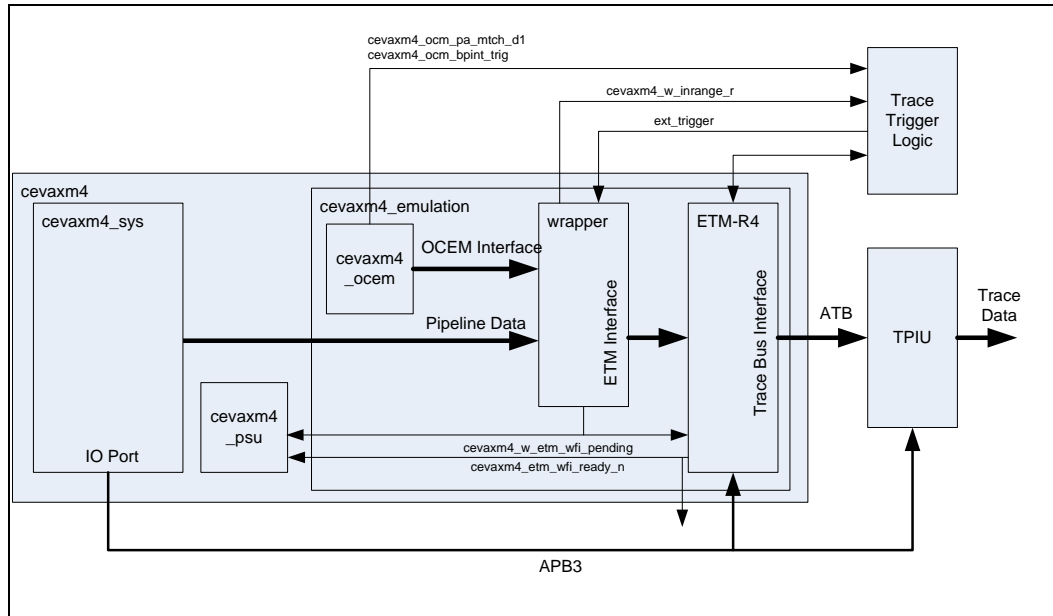 cevaxm4_ocm_pa_mtch_d1
cevaxm4_ocm_bpint_trig
cevaxm4_w_inrange_r
ext_trigger
Trace
Trigger
Logic
cevaxm4
cevaxm4_sys
cevaxm4_emulation
wrapper
ETM-R4
cevaxm4
_ocem
OCEM Interface
Pipeline Data
ETM Interface
Trace Bus Interface
ATB
TPIU
Trace
Data
cevaxm4
_psu
cevaxm4_w_etm_wfi_pending
cevaxm4_etm_wfi_ready_n
IO Port
APB3